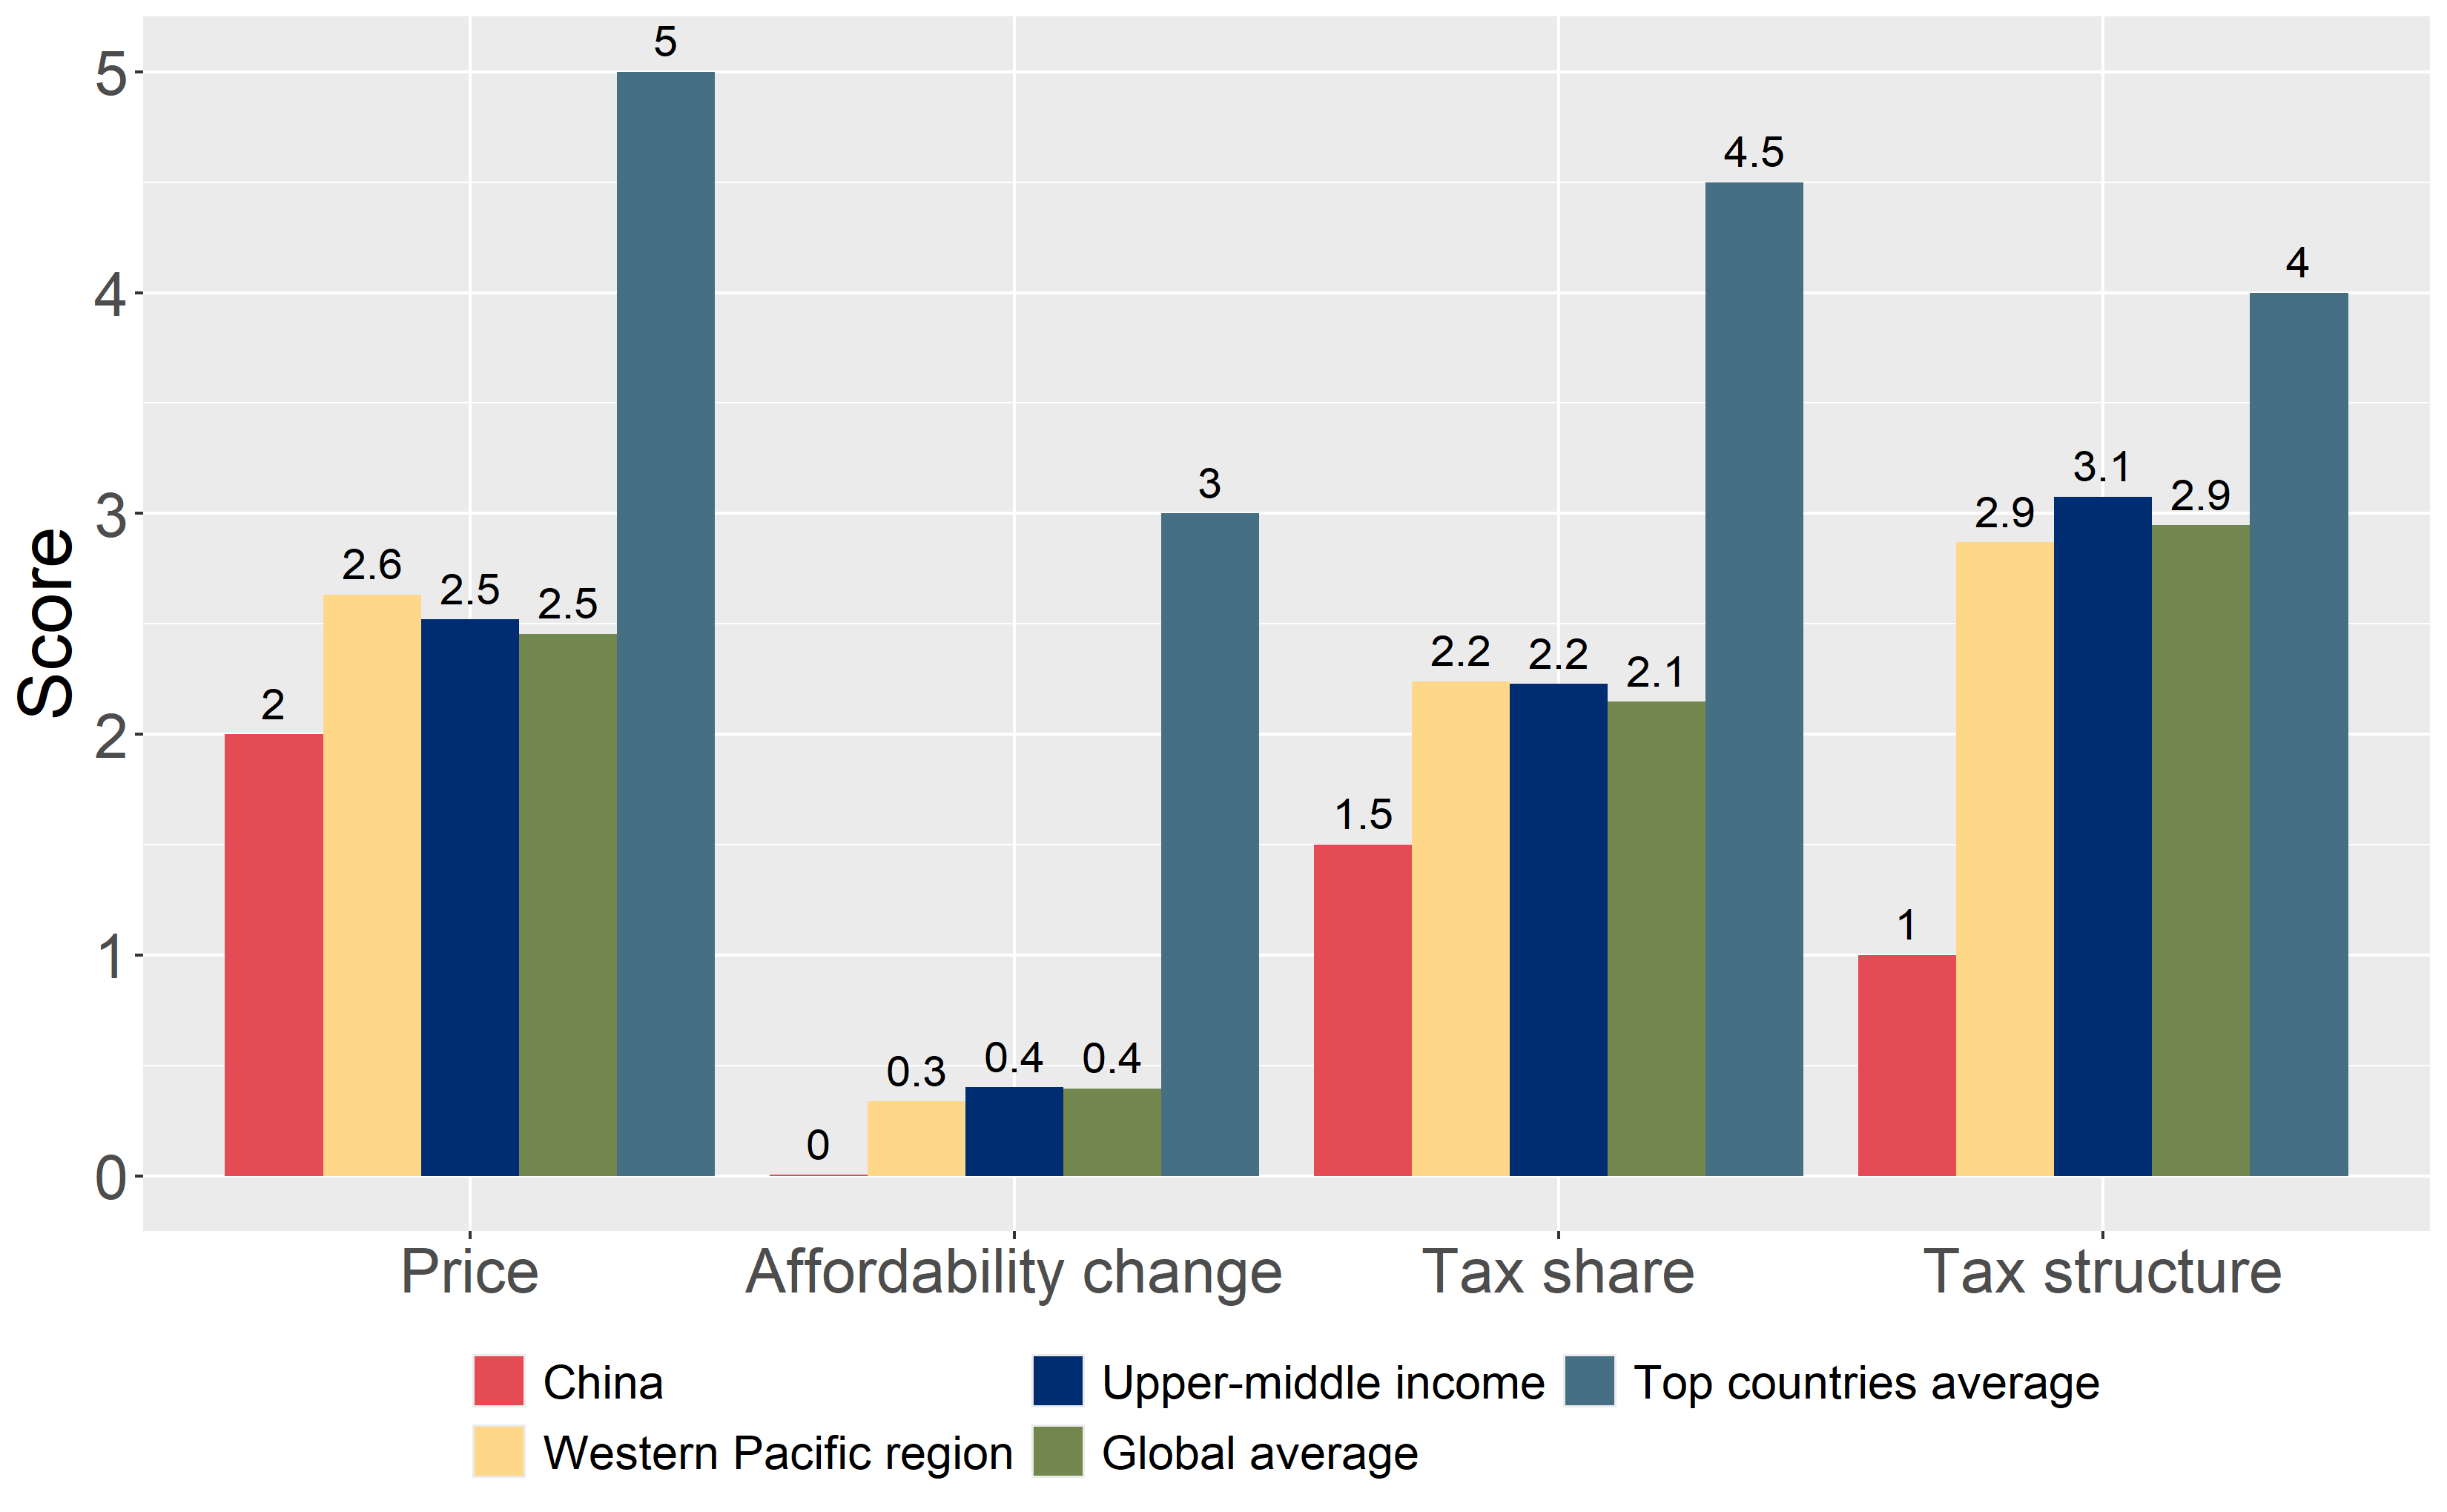 Score
5
4
3
2
1
0
2
2.6
2.5
2.5
5
0
0.3
0.4
0.4
3
1.5
2.2
2.2
2.1
4.5
1
2.9
3.1
2.9
4
Price
Affordability change
Tax share
Tax structure
China
Upper-middle income
Top countries average
Western Pacific region
Global average